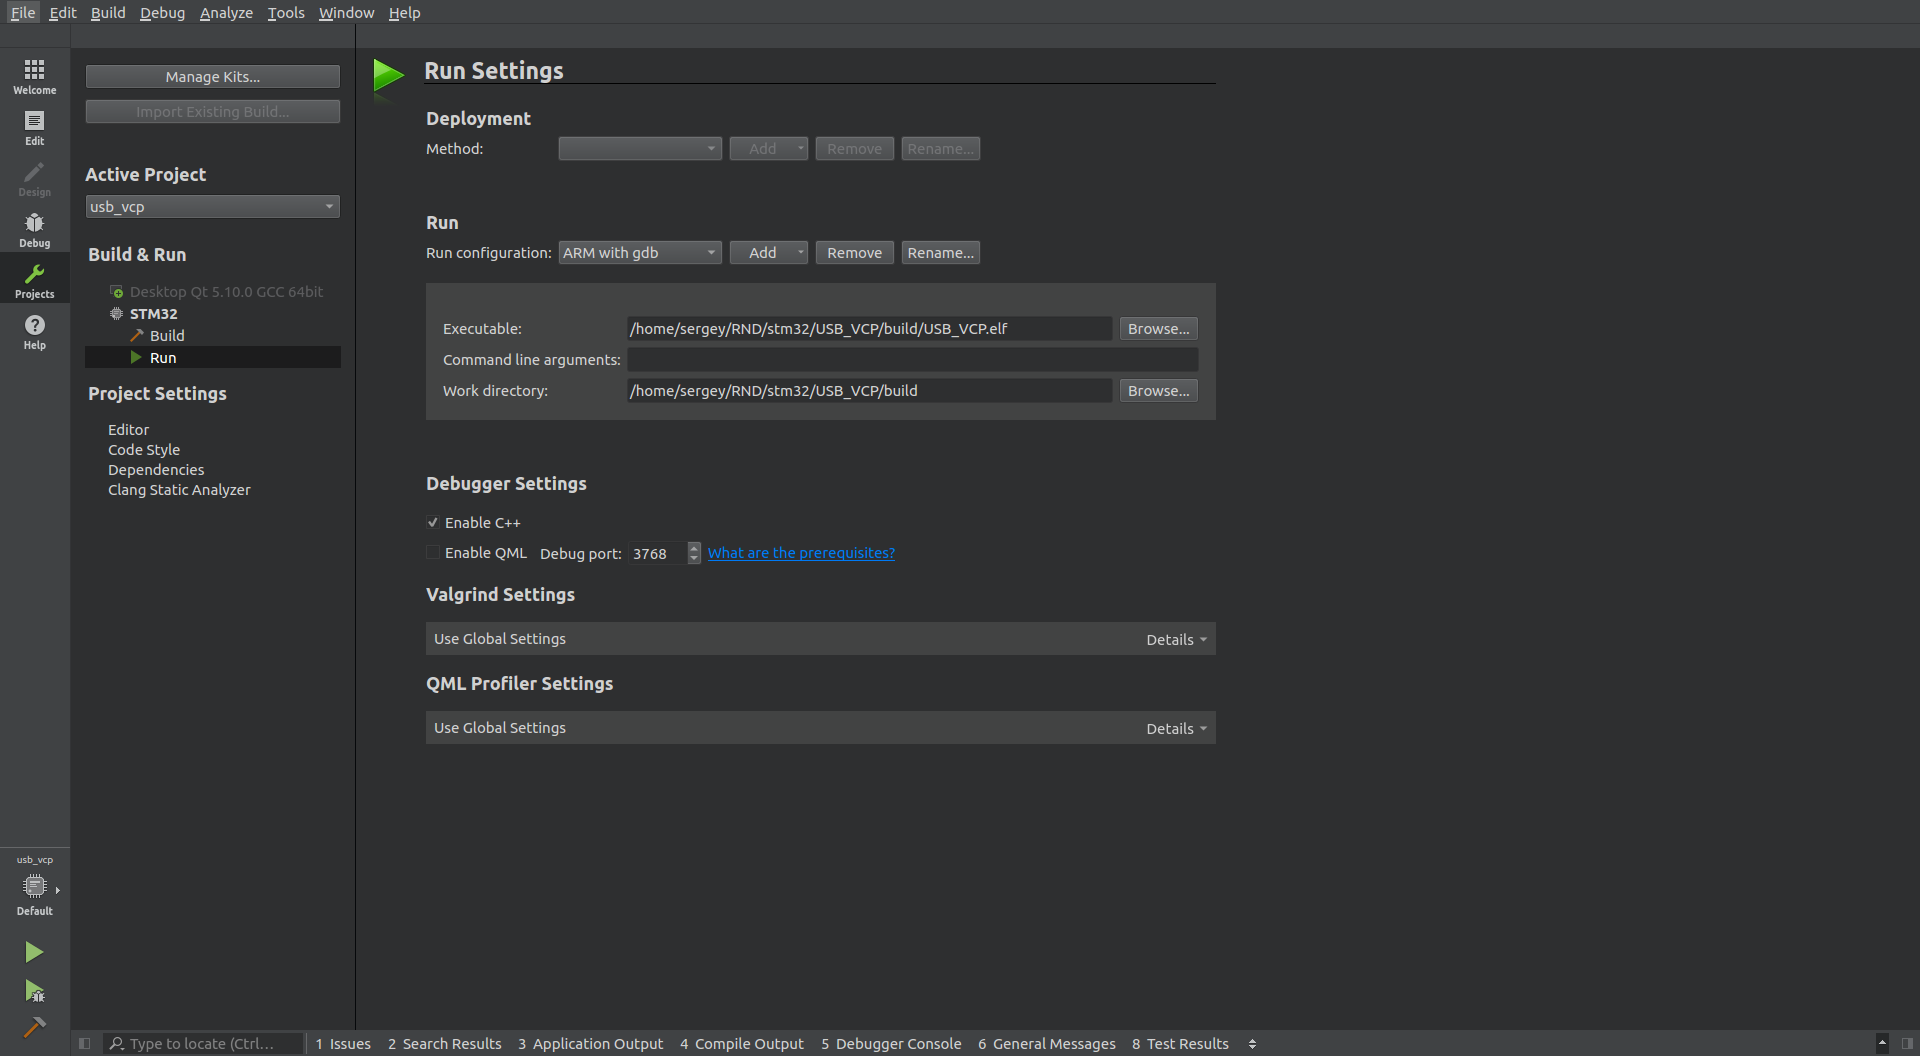 File Edit Build Debug Analyze Tools Window Help
Welcome
Edit
Design
Debug
Projects
Help
Manage Kits...
Import Existing Build...
Active Project
usb_vcp
Build & Run
Desktop Qt 5.10.0 GCC 64bit
STM32
Build
Run
Project Settings
Editor
Code Style
Dependencies
Clang Static Analyzer
Run Settings
Deployment
Method: Add Remove Rename...
Run
Run configuration: ARM with gdb Add Remove Rename...
Executable: /home/sergey/RND/stm32/USB_VCP/build/USB_VCP.elf Browse...
Command line arguments:
Work directory: /home/sergey/RND/stm32/USB_VCP/build Browse...
Debugger Settings
Enable C++
Enable QML Debug port: 3768 What are the prerequisites?
Valgrind Settings
Use Global Settings Details
QML Profiler Settings
Use Global Settings Details
usb_vcp
Default
Type to locate (Ctrl... 1 Issues 2 Search Results 3 Application Output 4 Compile Output 5 Debugger Console 6 General Messages 8 Test Results